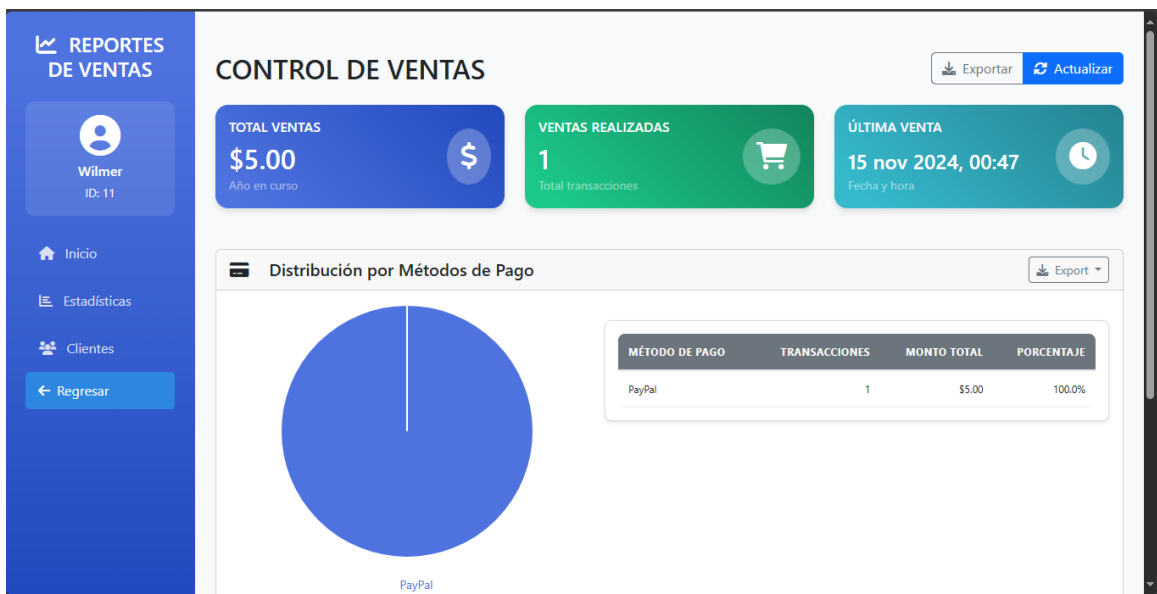 REPORTES
DE VENTAS
Wilmer
ID: 11
Inicio
Estadísticas
Clientes
Regresar
CONTROL DE VENTAS
Exportar
Actualizar
TOTAL VENTAS
$5.00
Año en curso
$
VENTAS REALIZADAS
1
Total transacciones
ÚLTIMA VENTA
15 nov 2024, 00:47
Fecha y hora
Distribución por Métodos de Pago
Export
PayPal
MÉTODO DE PAGO TRANSACCIONES MONTO TOTAL PORCENTAJE
PayPal 1 $5.00 100.0%